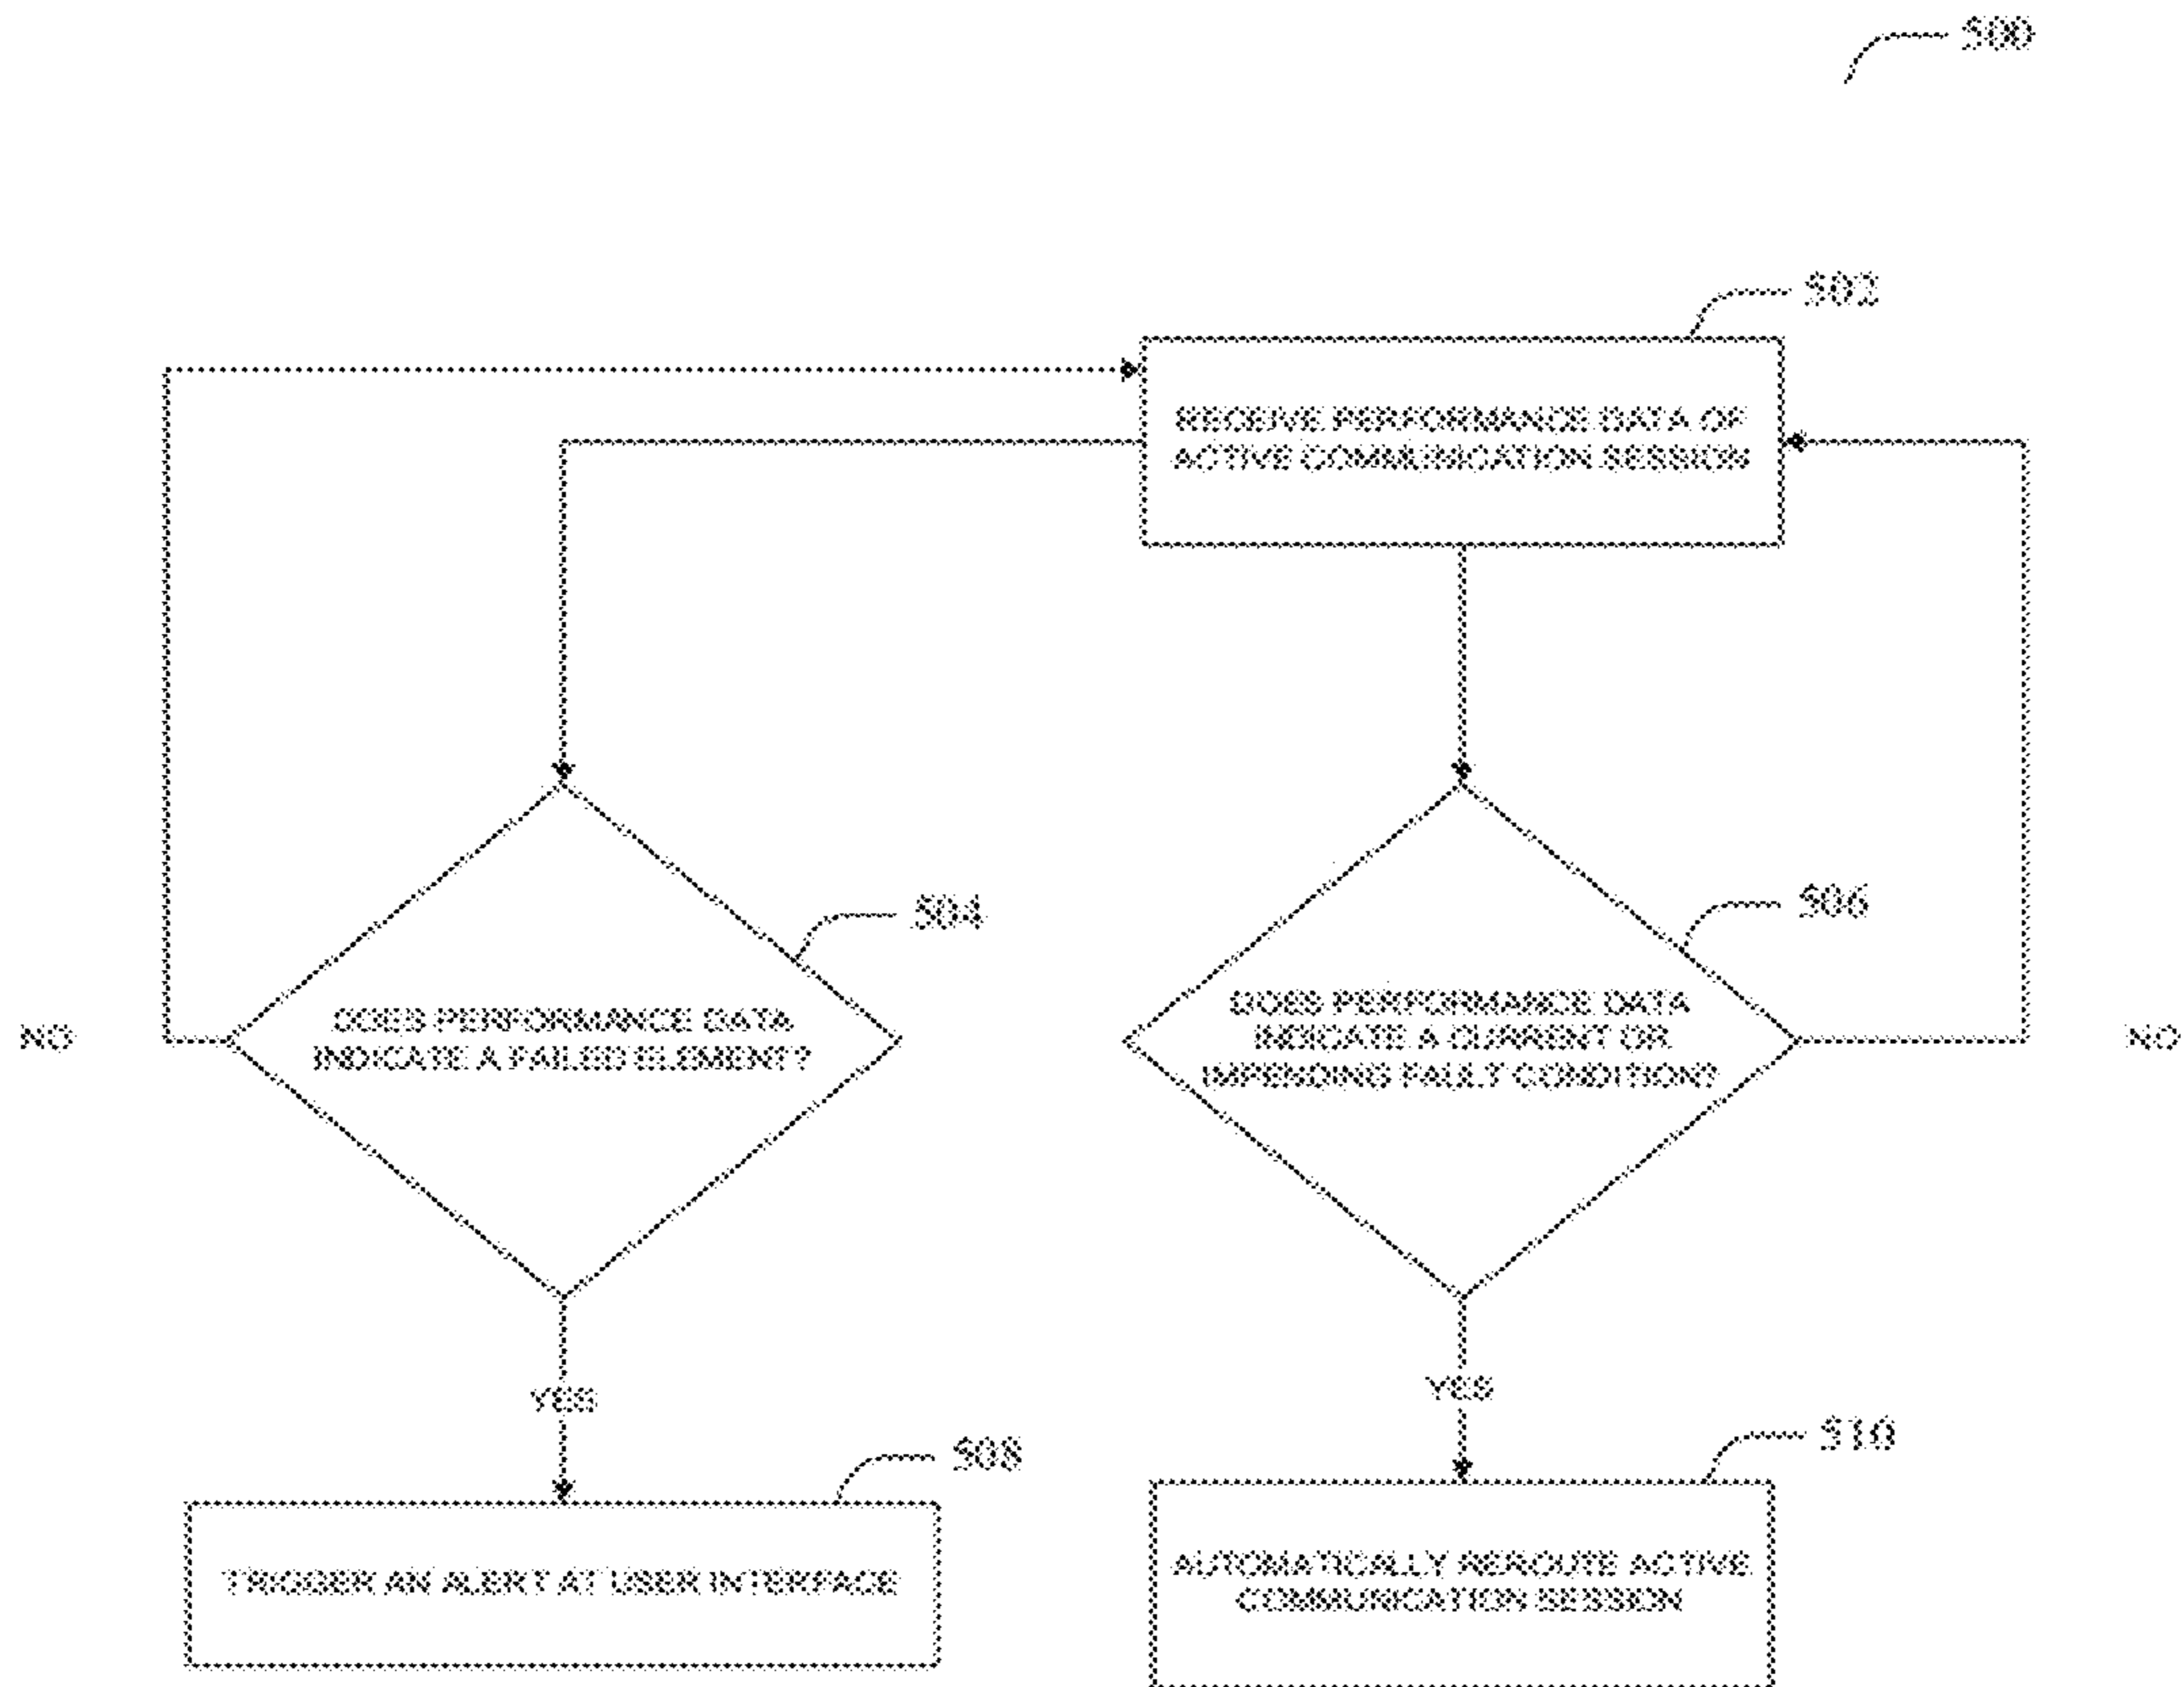 500
502
RECEIVE PERFORMANCE DATA OF
ACTIVE COMMUNICATION SESSION
504
506
DOES PERFORMANCE DATA
INDICATE A FAILED ELEMENT?
DOES PERFORMANCE DATA
INDICATE A CURRENT OR
IMPENDING FAULT CONDITION?
NO
NO
YES
YES
508
510
TRIGGER AN ALERT AT USER INTERFACE
AUTOMATICALLY REROUTE ACTIVE
COMMUNICATION SESSION